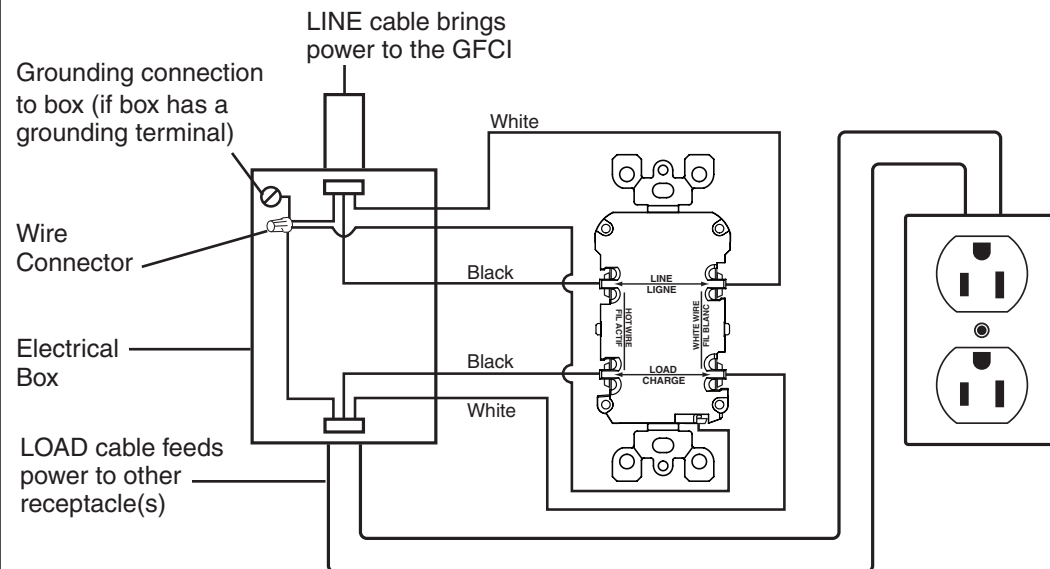 LINE cable brings
power to the GFCI
Grounding connection
to box (if box has a
grounding terminal)
White
Wire
Connector
Black
LINE
LIGNE
HOT WIRE
FIL ACTIF
WHITE WIRE
FIL BLANC
Electrical
Box
Black
LOAD
CHARGE
White
LOAD cable feeds
power to other
receptacle(s)